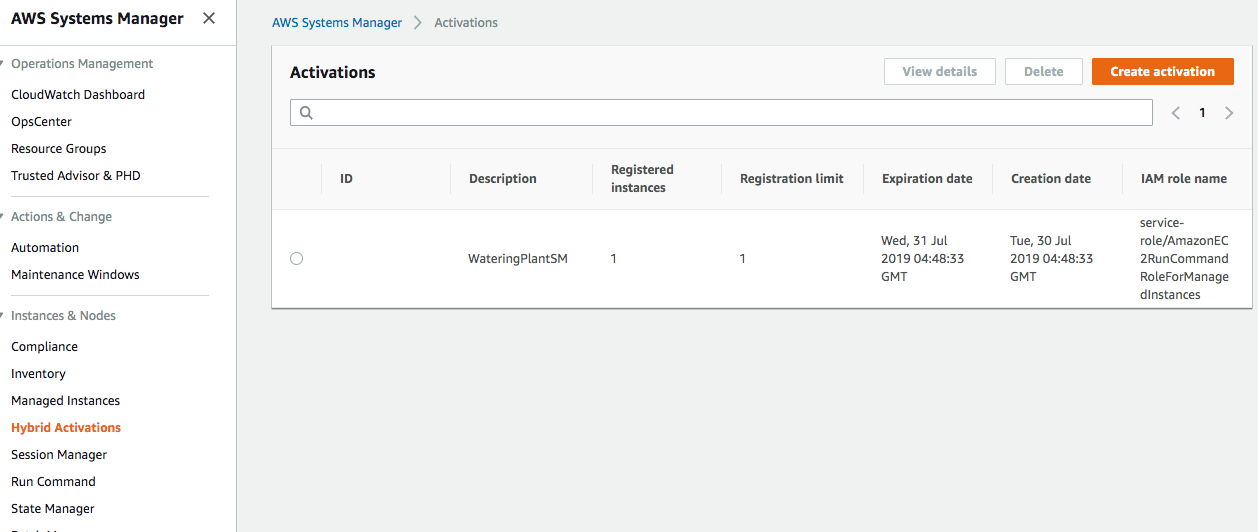 AWS Systems Manager
Operations Management
CloudWatch Dashboard
OpsCenter
Resource Groups
Trusted Advisor & PHD
Actions & Change
Automation
Maintenance Windows
Instances & Nodes
Compliance
Inventory
Managed Instances
Hybrid Activations
Session Manager
Run Command
State Manager
AWS Systems Manager > Activations
Activations
View details
Delete
Create activation
1
ID
Description
Registered
instances
Registration limit
Expiration date
Creation date
IAM role name
WateringPlantSM
1
1
Wed, 31 Jul
2019 04:48:33
GMT
Tue, 30 Jul
2019 04:48:33
GMT
service-
role/AmazonEC
2RunCommand
RoleForManage
dInstances